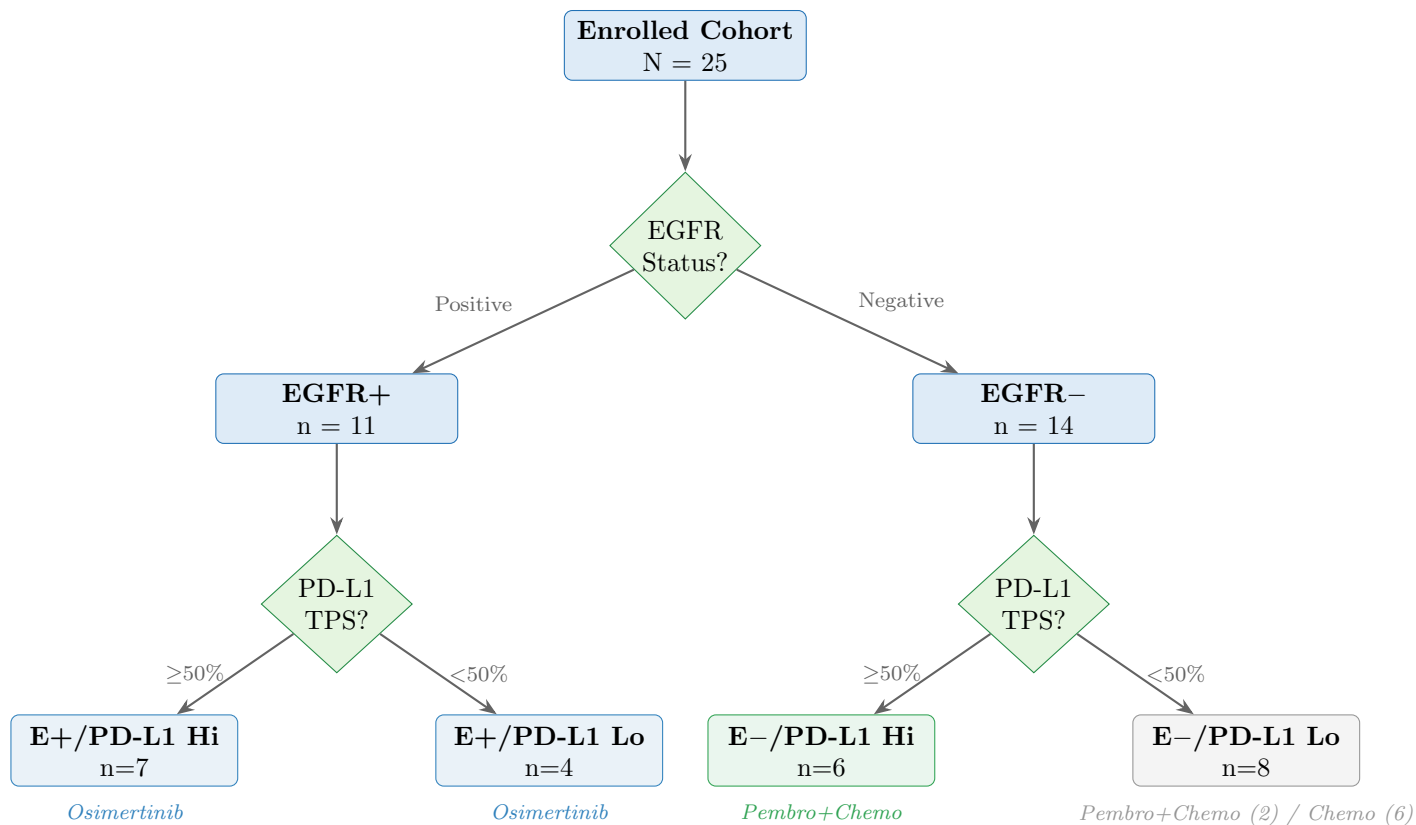 Enrolled Cohort
N = 25
EGFR
Status?
Positive
Negative
EGFR+
n = 11
EGFR−
n = 14
PD-L1
TPS?
PD-L1
TPS?
≥50%
<50%
≥50%
<50%
E+/PD-L1 Hi
n=7
E+/PD-L1 Lo
n=4
E−/PD-L1 Hi
n=6
E−/PD-L1 Lo
n=8
Osimertinib
Osimertinib
Pembro+Chemo
Pembro+Chemo (2) / Chemo (6)